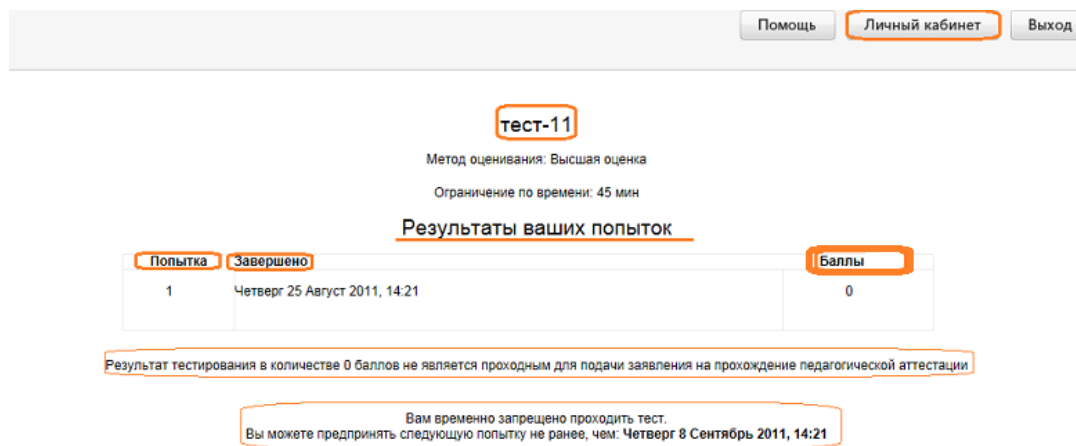 Помощь Личный кабинет Выход
тест-11
Метод оценивания: Высшая оценка
Ограничение по времени: 45 мин
Результаты ваших попыток
Попытка Завершено Баллы
1 Четверг 25 Август 2011, 14:21 0
Результат тестирования в количестве 0 баллов не является проходным для подачи заявления на прохождение педагогической аттестации
Вам временно запрещено проходить тест.
Вы можете предпринять следующую попытку не ранее, чем: Четверг 8 Сентябрь 2011, 14:21